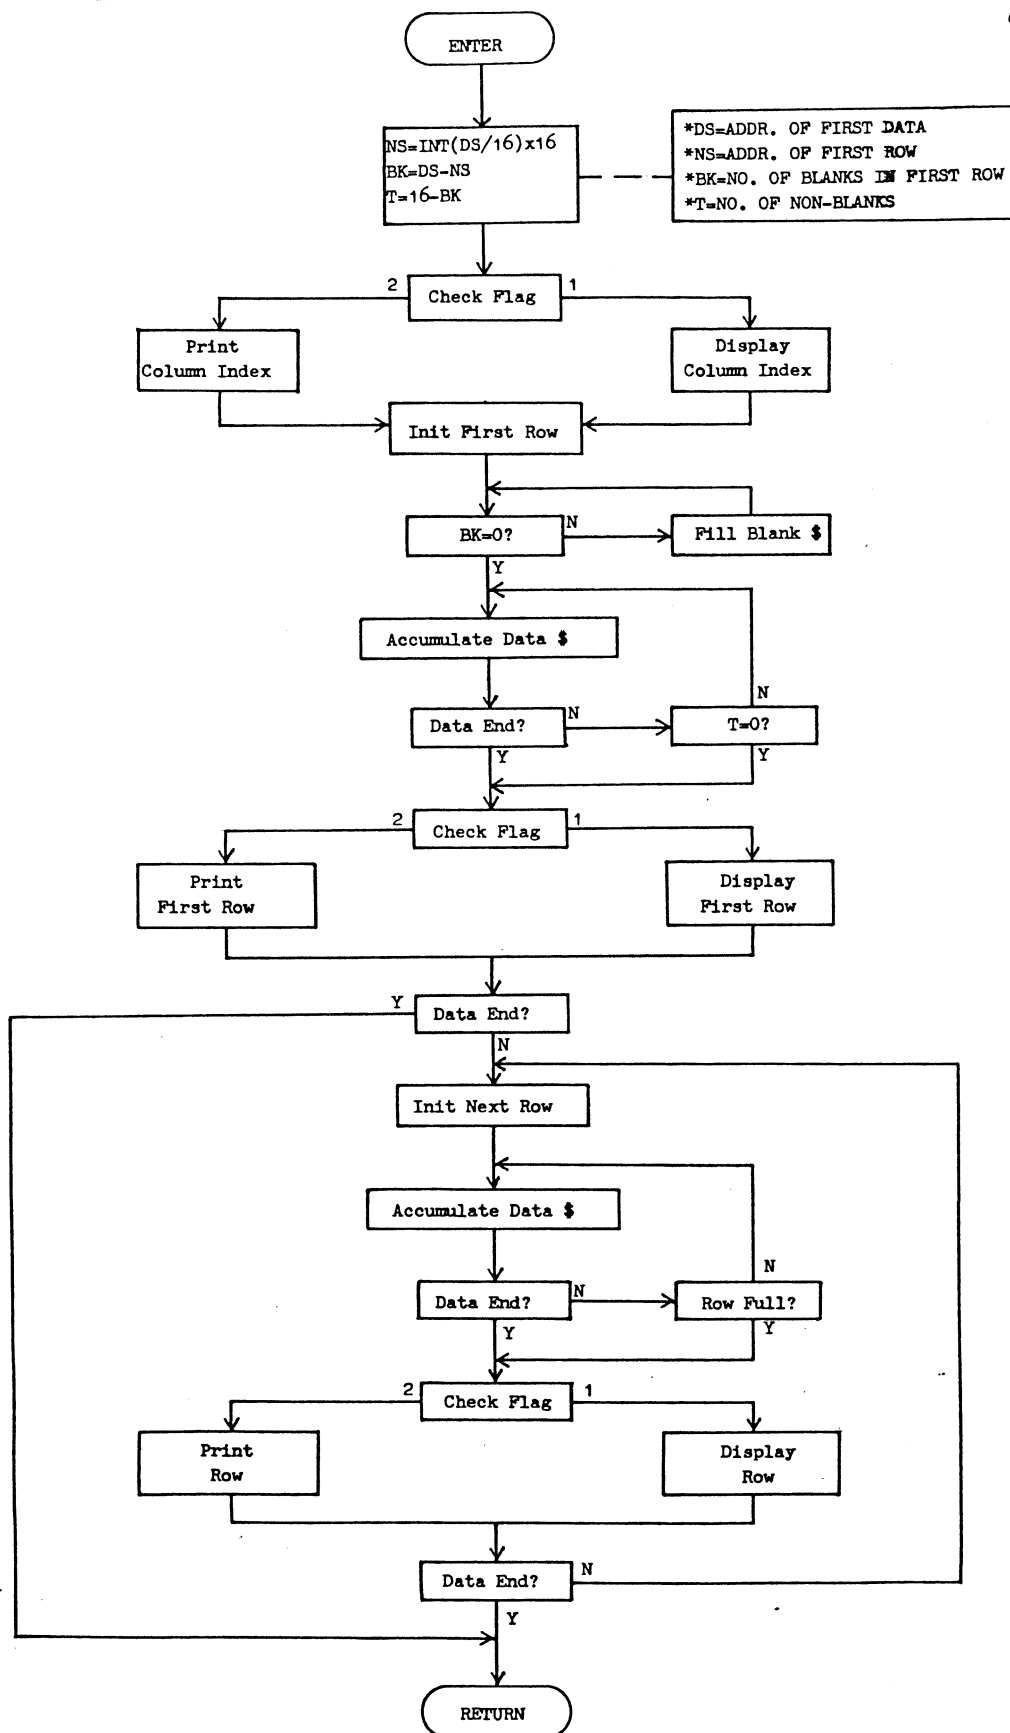 ENTER
NS=INT(DS/16)x16
BK=DS-NS
T=16-BK
*DS=ADDR. OF FIRST DATA
*NS=ADDR. OF FIRST ROW
*BK=NO. OF BLANKS IN FIRST ROW
*T=NO. OF NON-BLANKS
2
Check Flag
1
Print
Column Index
Display
Column Index
Init First Row
BK=0?
N
Fill Blank $
Y
Accumulate Data $
N
Data End?
N
T=0?
Y
Y
2
Check Flag
1
Print
First Row
Display
First Row
Y
Data End?
N
Init Next Row
Accumulate Data $
N
Data End?
N
Row Full?
Y
Y
2
Check Flag
1
Print
Row
Display
Row
Data End?
N
Y
RETURN